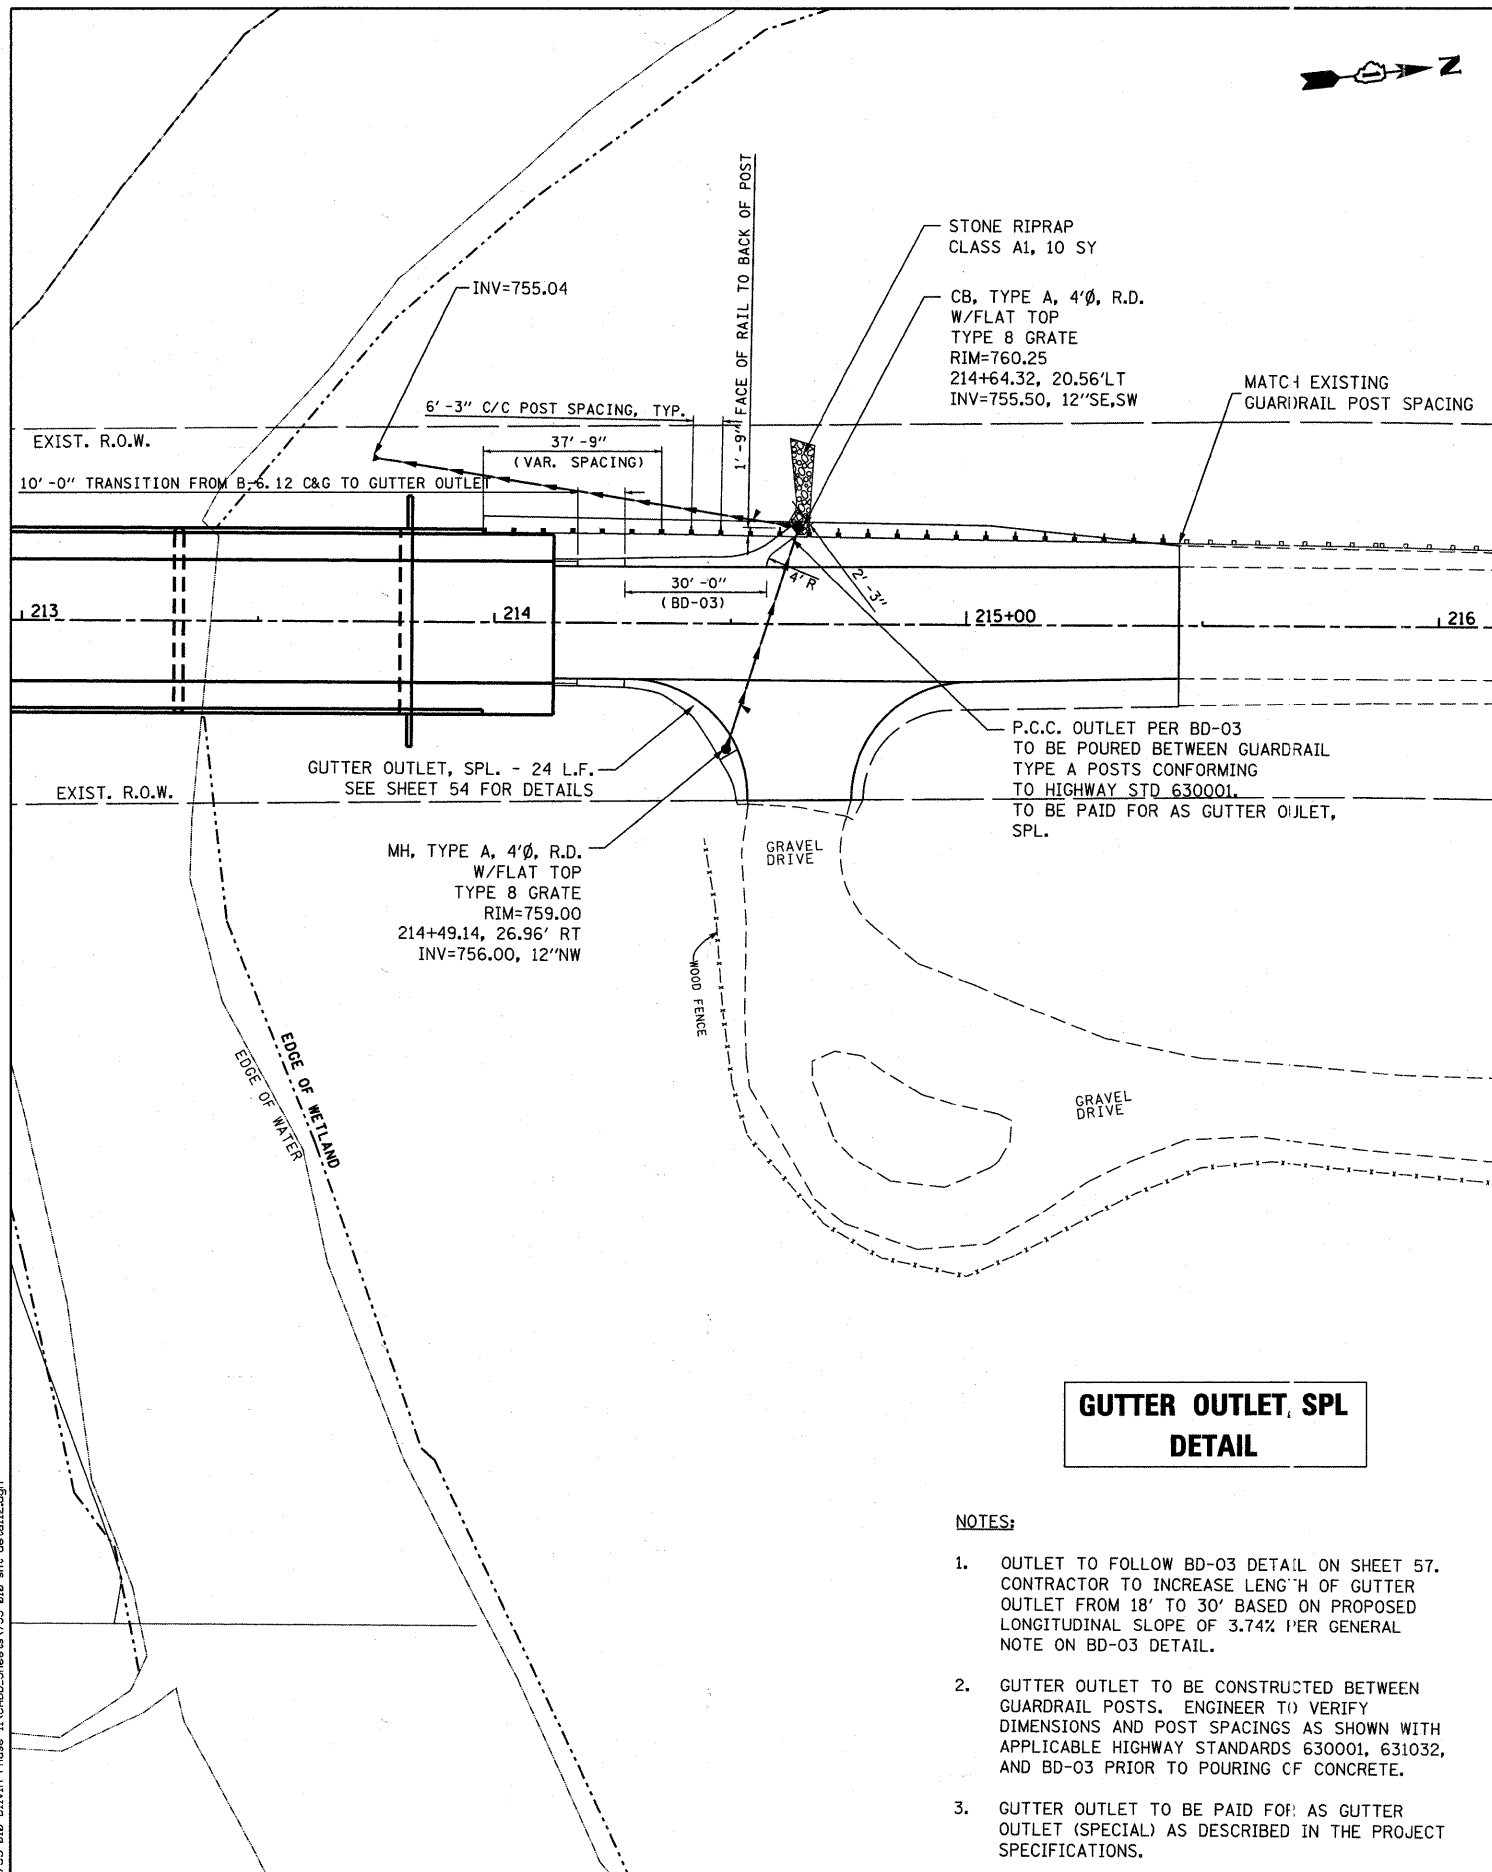 Z
STONE RIPRAP
CLASS A1, 10 SY
INV=755.04
1'-9" FACE OF RAIL TO BACK OF POST
CB, TYPE A, 4'Ø, R.D.
W/FLAT TOP
TYPE 8 GRATE
RIM=760.25
214+64.32, 20.56'LT
INV=755.50, 12"SE,SW
MATCH EXISTING
GUARDRAIL POST SPACING
6'-3" C/C POST SPACING, TYP.
EXIST. R.O.W.
37'-9"
(VAR. SPACING)
10'-0" TRANSITION FROM B-6.12 C&G TO GUTTER OUTLET
30'-0"
(BD-03)
4'R
2'-3"
213
214
215+00
216
GUTTER OUTLET, SPL. - 24 L.F.
SEE SHEET 54 FOR DETAILS
P.C.C. OUTLET PER BD-03
TO BE POURED BETWEEN GUARDRAIL
TYPE A POSTS CONFORMING
TO HIGHWAY STD 630001.
TO BE PAID FOR AS GUTTER OUTLET,
SPL.
EXIST. R.O.W.
MH, TYPE A, 4'Ø, R.D.
W/FLAT TOP
TYPE 8 GRATE
RIM=759.00
214+49.14, 26.96' RT
INV=756.00, 12"NW
GRAVEL
DRIVE
WOOD FENCE
EDGE OF WETLAND
EDGE OF WATER
GRAVEL
DRIVE
GUTTER OUTLET, SPL
DETAIL
NOTES:
1. OUTLET TO FOLLOW BD-03 DETAIL ON SHEET 57.
CONTRACTOR TO INCREASE LENGTH OF GUTTER
OUTLET FROM 18' TO 30' BASED ON PROPOSED
LONGITUDINAL SLOPE OF 3.74% PER GENERAL
NOTE ON BD-03 DETAIL.
2. GUTTER OUTLET TO BE CONSTRUCTED BETWEEN
GUARDRAIL POSTS. ENGINEER TO VERIFY
DIMENSIONS AND POST SPACINGS AS SHOWN WITH
APPLICABLE HIGHWAY STANDARDS 630001, 631032,
AND BD-03 PRIOR TO POURING OF CONCRETE.
3. GUTTER OUTLET TO BE PAID FOR AS GUTTER
OUTLET (SPECIAL) AS DESCRIBED IN THE PROJECT
SPECIFICATIONS.